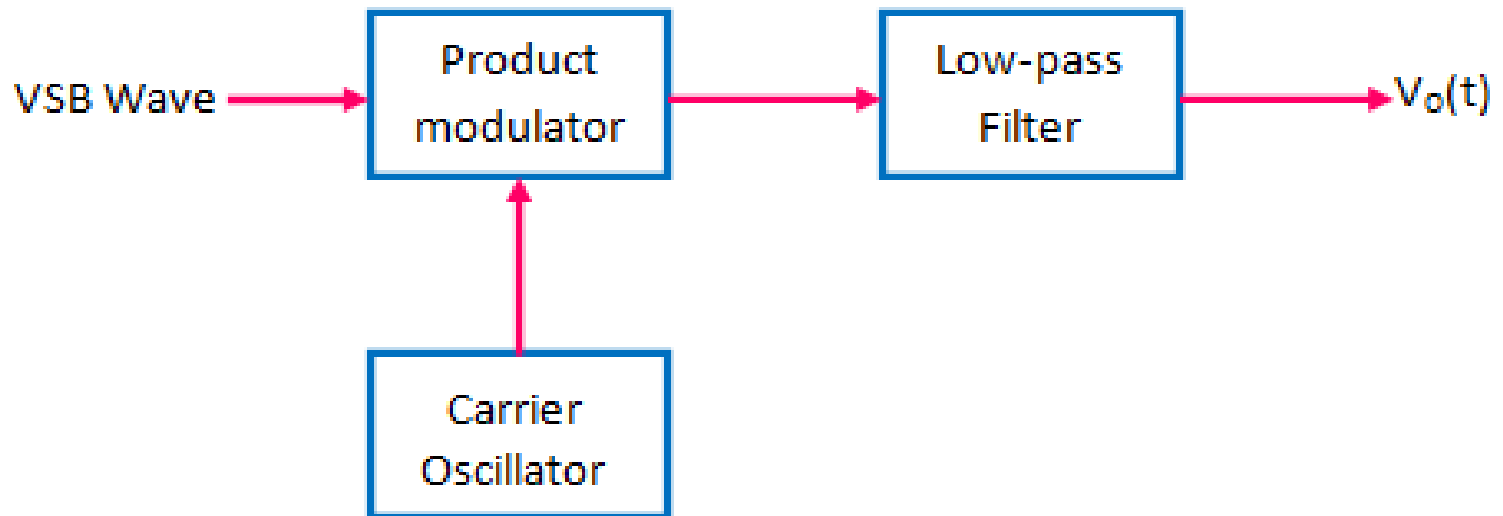 VSB Wave
Product
modulator
Low-pass
Filter
Vo(t)
Carrier
Oscillator